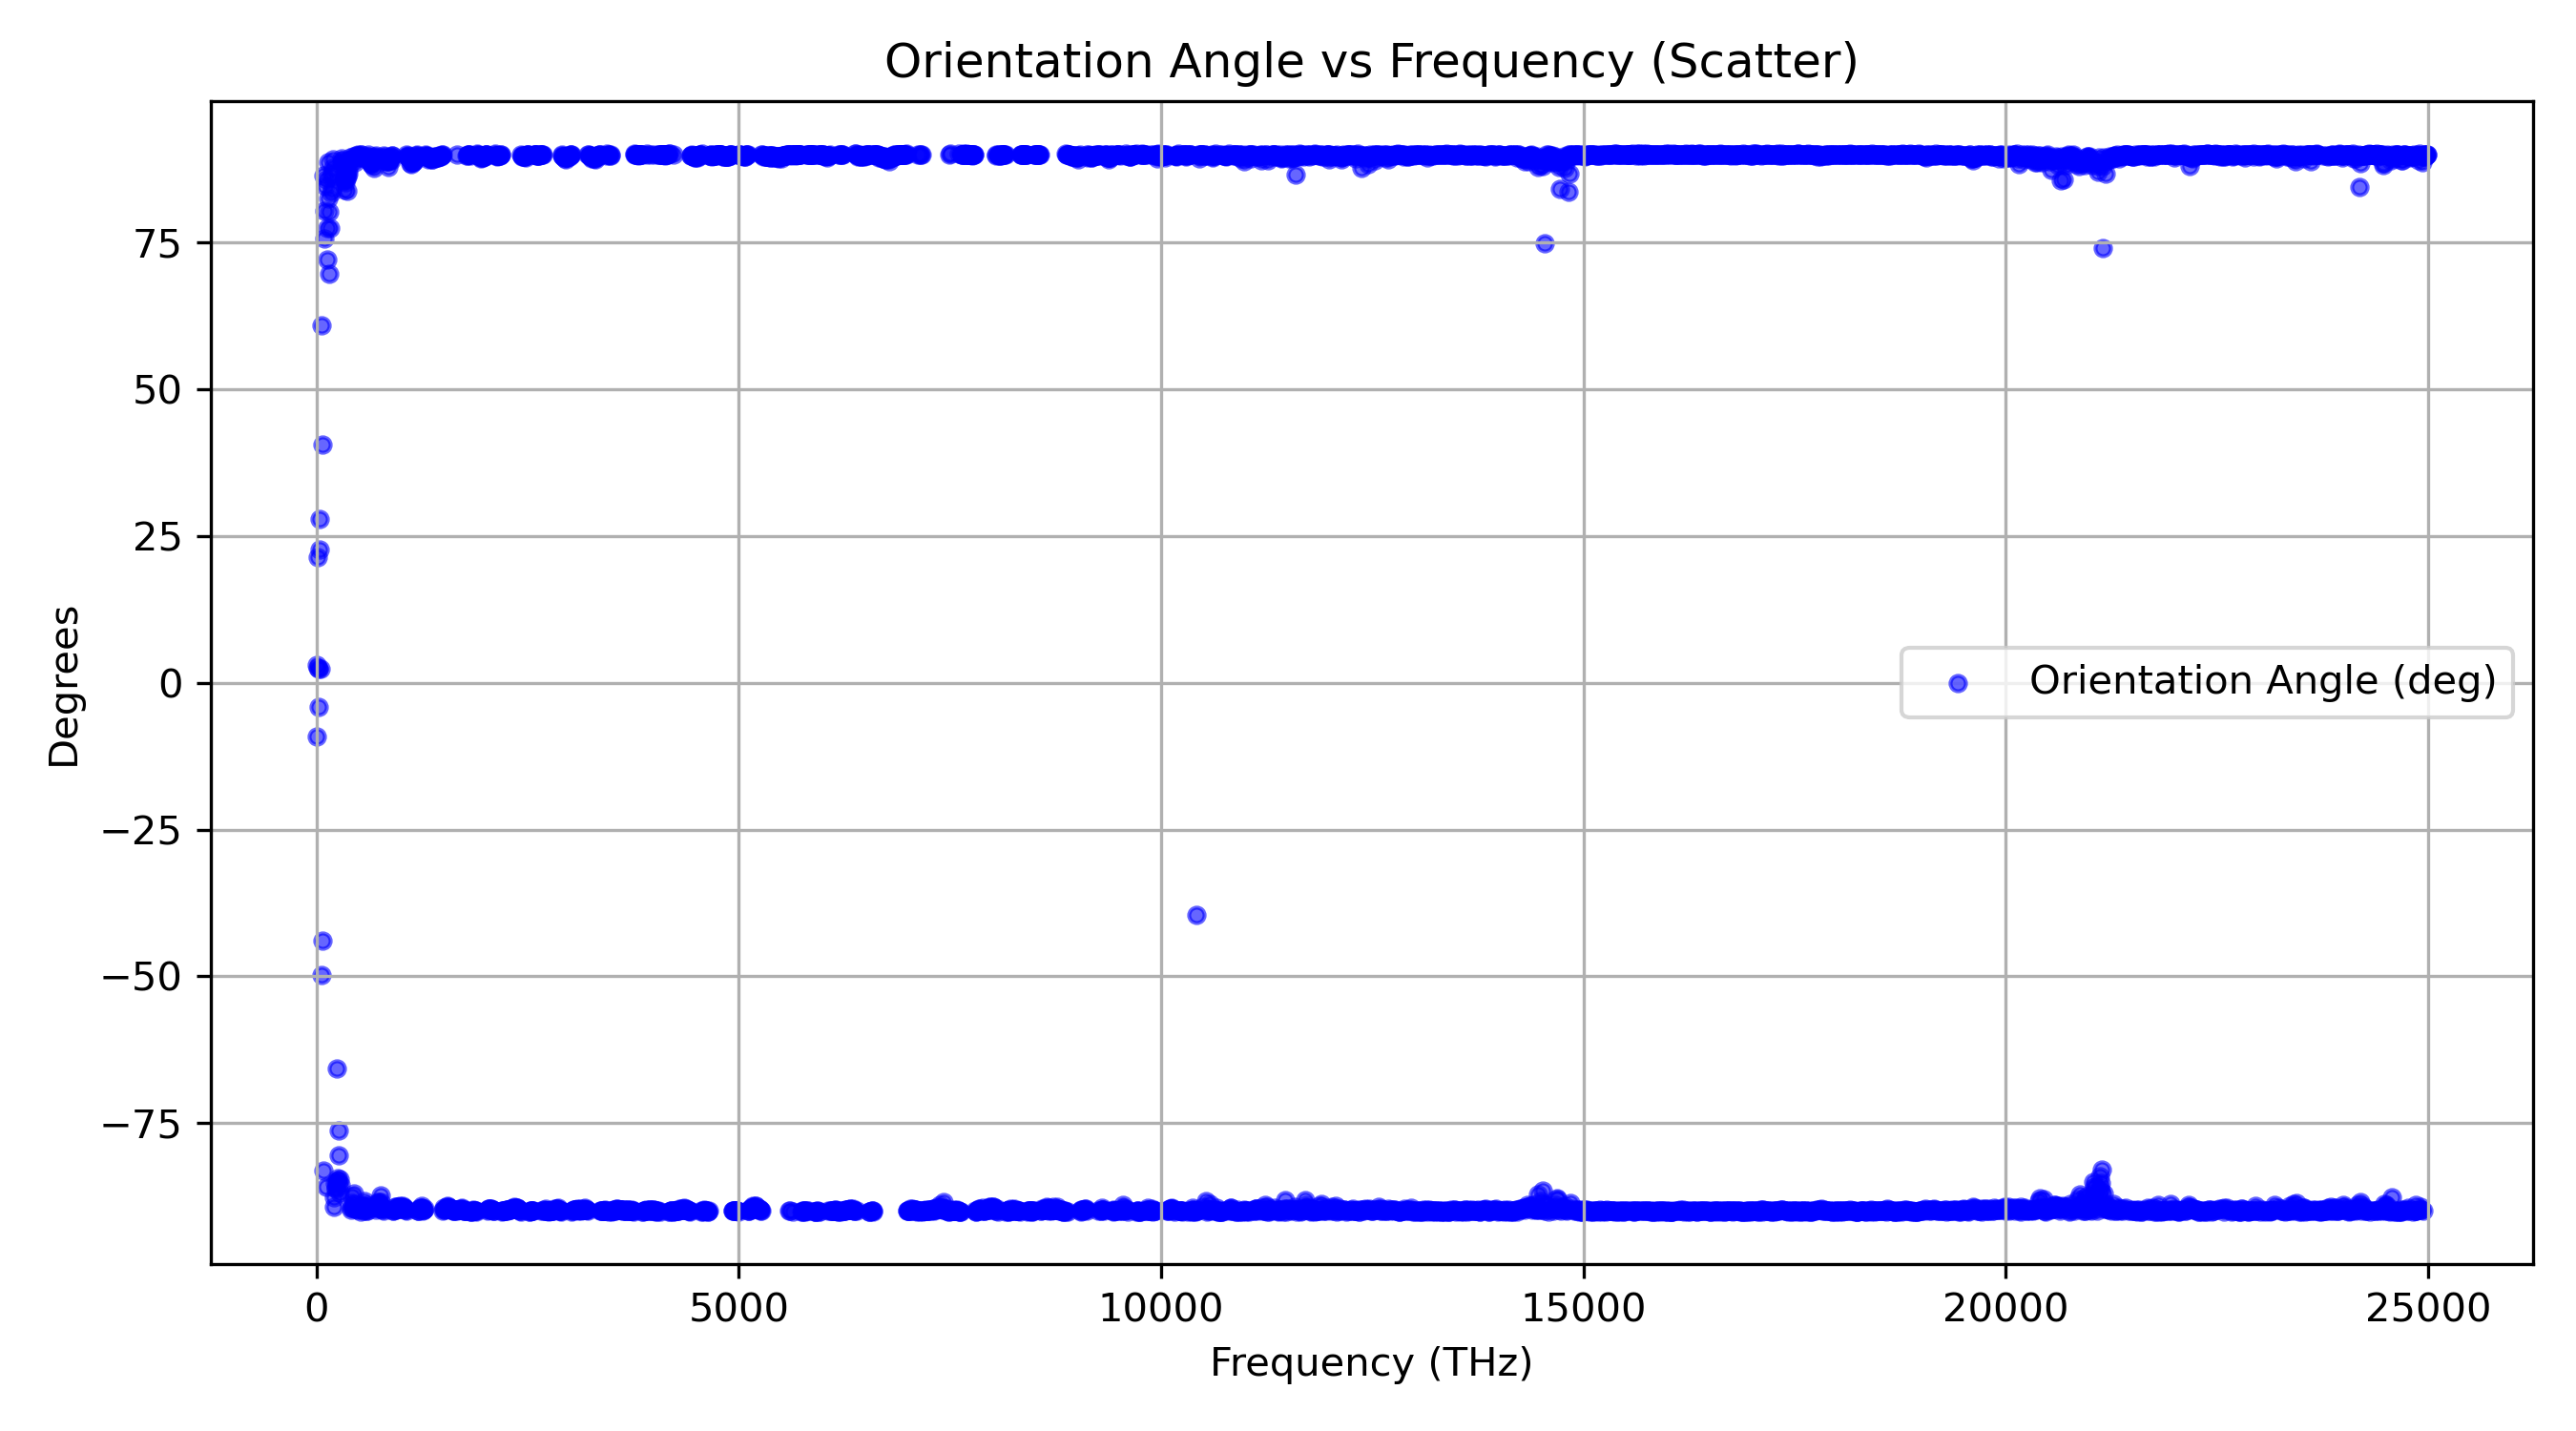 Orientation Angle vs Frequency (Scatter)
75
50
25
0
−25
−50
−75
Degrees
Orientation Angle (deg)
0 5000 10000 15000 20000 25000
Frequency (THz)